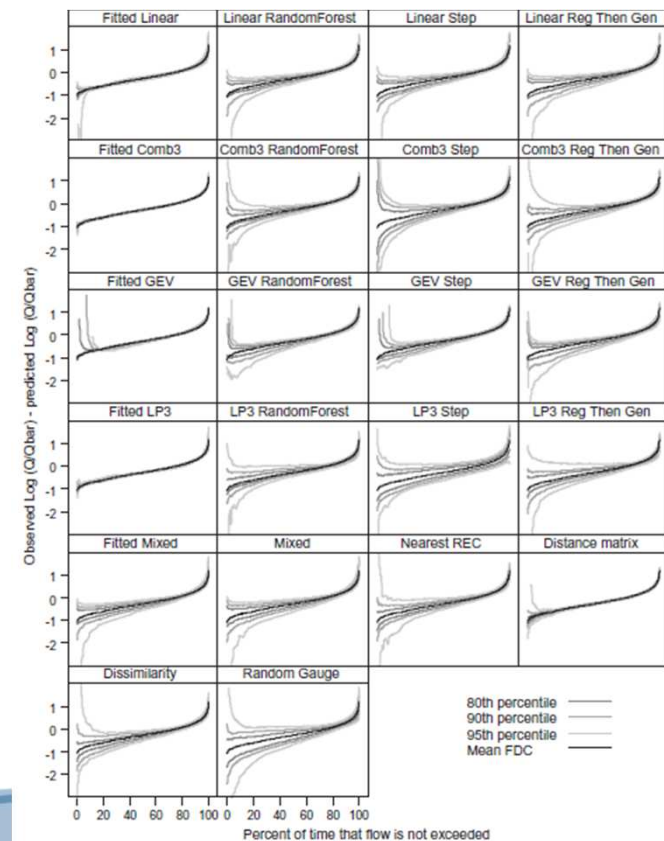 Fitted Linear Linear RandomForest Linear Step Linear Reg Then Gen
1
0
-1
-2
Fitted Comb3 Comb3 RandomForest Comb3 Step Comb3 Reg Then Gen
1
0
-1
-2
Fitted GEV GEV RandomForest GEV Step GEV Reg Then Gen
1
0
-1
-2
Fitted LP3 LP3 RandomForest LP3 Step LP3 Reg Then Gen
1
0
-1
-2
Fitted Mixed Mixed Nearest REC Distance matrix
1
0
-1
-2
Dissimilarity Random Gauge
1
0
-1
-2
Observed Log (Q/Qbar) - predicted Log (Q/Qbar)
80th percentile
90th percentile
95th percentile
Mean FDC
0 20 40 60 80 100 0 20 40 60 80 100
Percent of time that flow is not exceeded